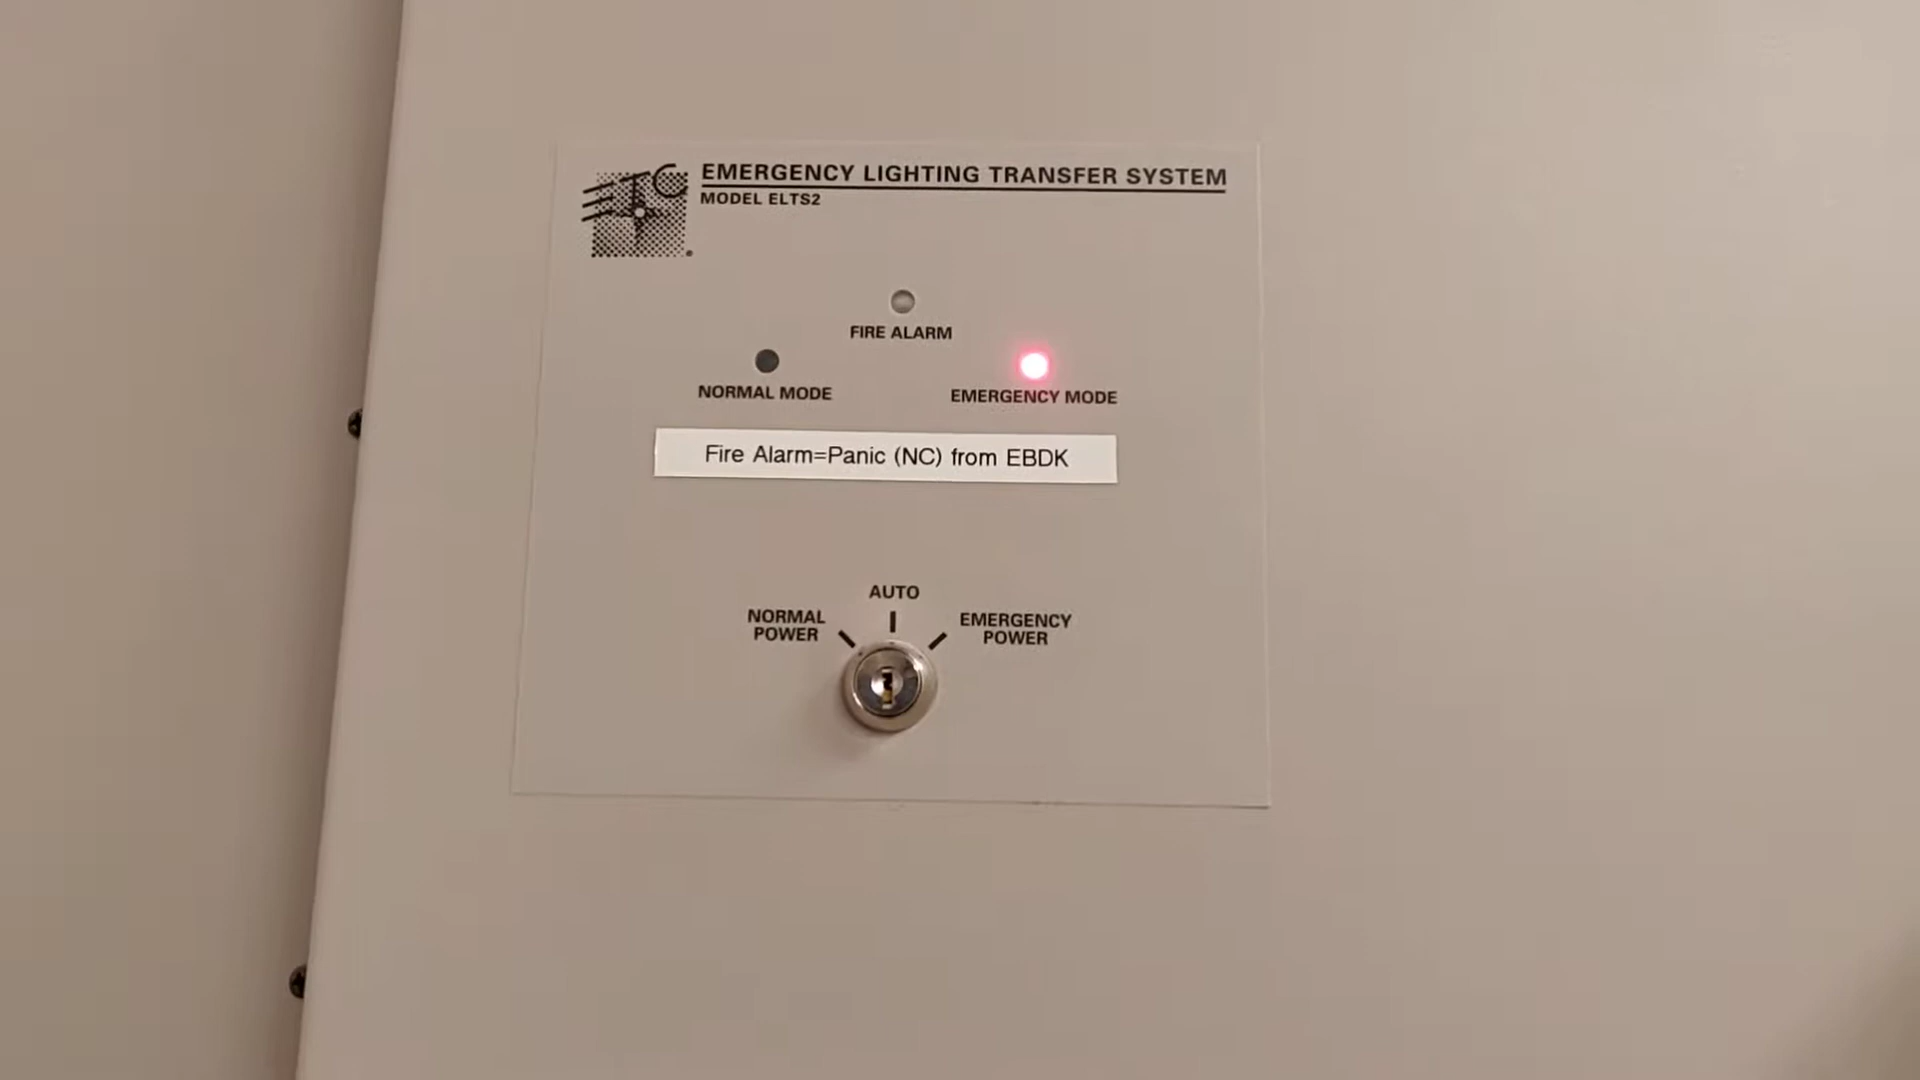 ETC
EMERGENCY LIGHTING TRANSFER SYSTEM
MODEL ELTS2
FIRE ALARM
NORMAL MODE
EMERGENCY MODE
Fire Alarm=Panic (NC) from EBDK
AUTO
NORMAL
POWER
EMERGENCY
POWER